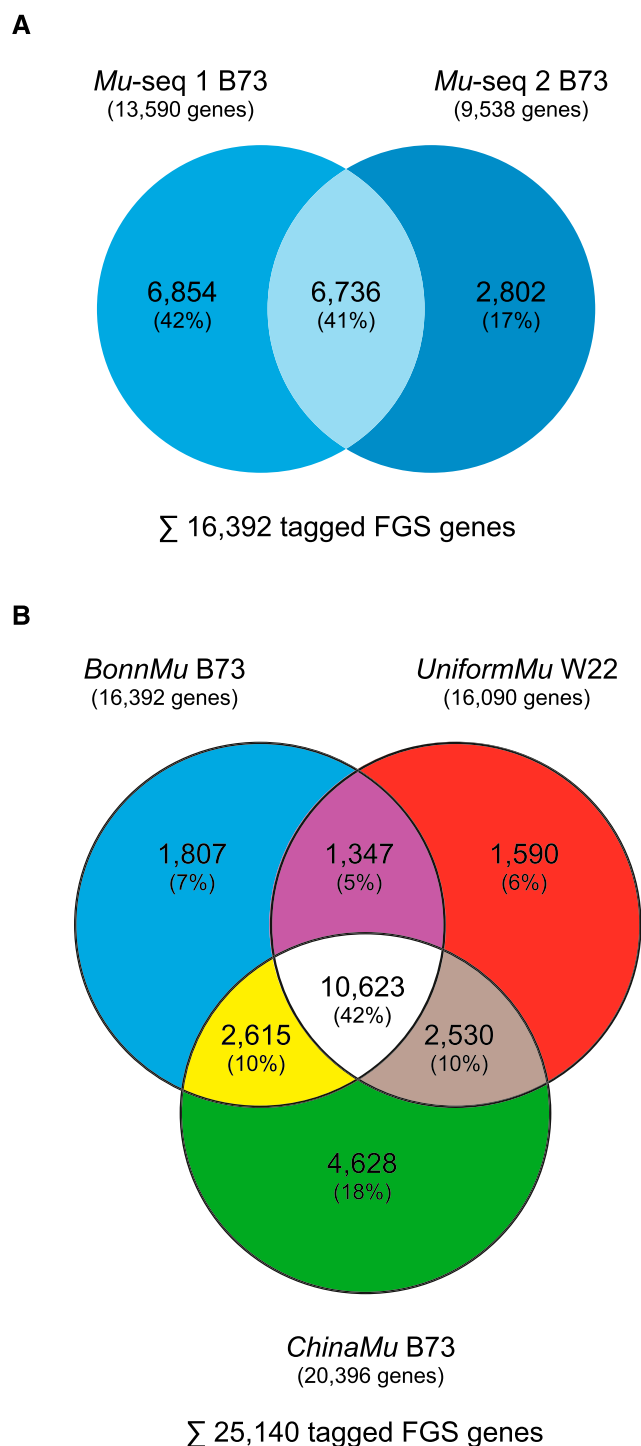 A
Mu-seq 1 B73
(13,590 genes)
Mu-seq 2 B73
(9,538 genes)
6,854
(42%)
6,736
(41%)
2,802
(17%)
∑ 16,392 tagged FGS genes
B
BonnMu B73
(16,392 genes)
UniformMu W22
(16,090 genes)
1,807
(7%)
1,347
(5%)
1,590
(6%)
10,623
(42%)
2,615
(10%)
2,530
(10%)
4,628
(18%)
ChinaMu B73
(20,396 genes)
∑ 25,140 tagged FGS genes